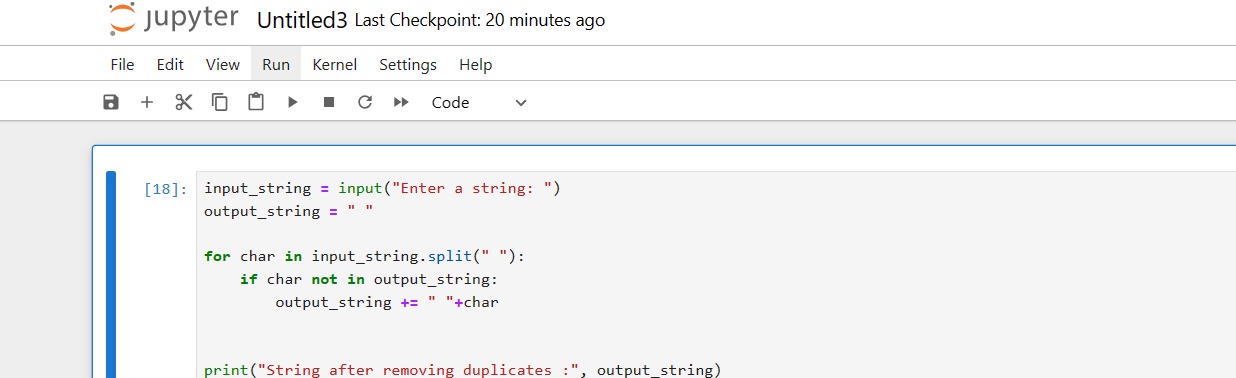 jupyter Untitled3 Last Checkpoint: 20 minutes ago
File Edit View Run Kernel Settings Help
Code
[18]: input_string = input("Enter a string: ")
output_string = " "
for char in input_string.split(" "):
    if char not in output_string:
        output_string += " "+char
print("String after removing duplicates :", output_string)